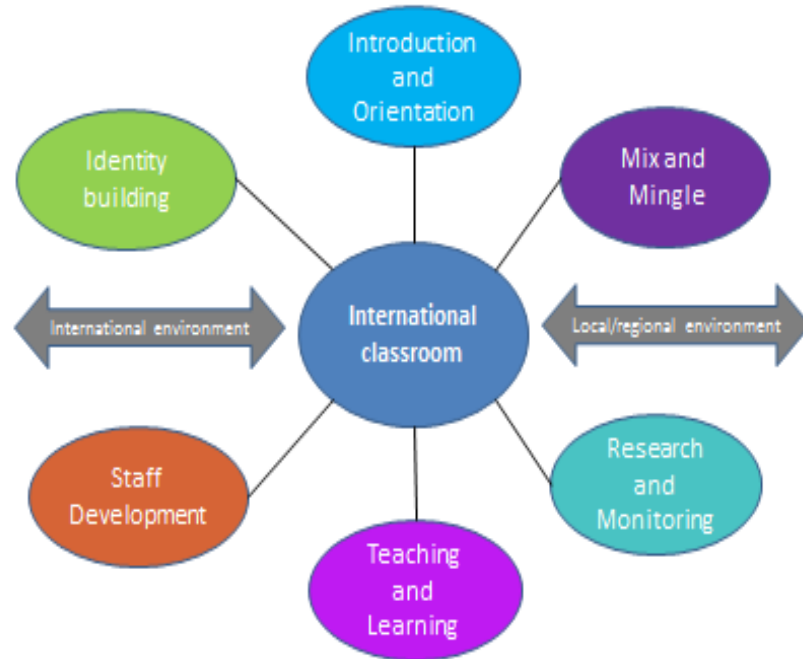 Introduction
and
Orientation
Identity
building
Mix and
Mingle
International environment
International
classroom
Local/regional environment
Staff
Development
Research
and
Monitoring
Teaching
and
Learning